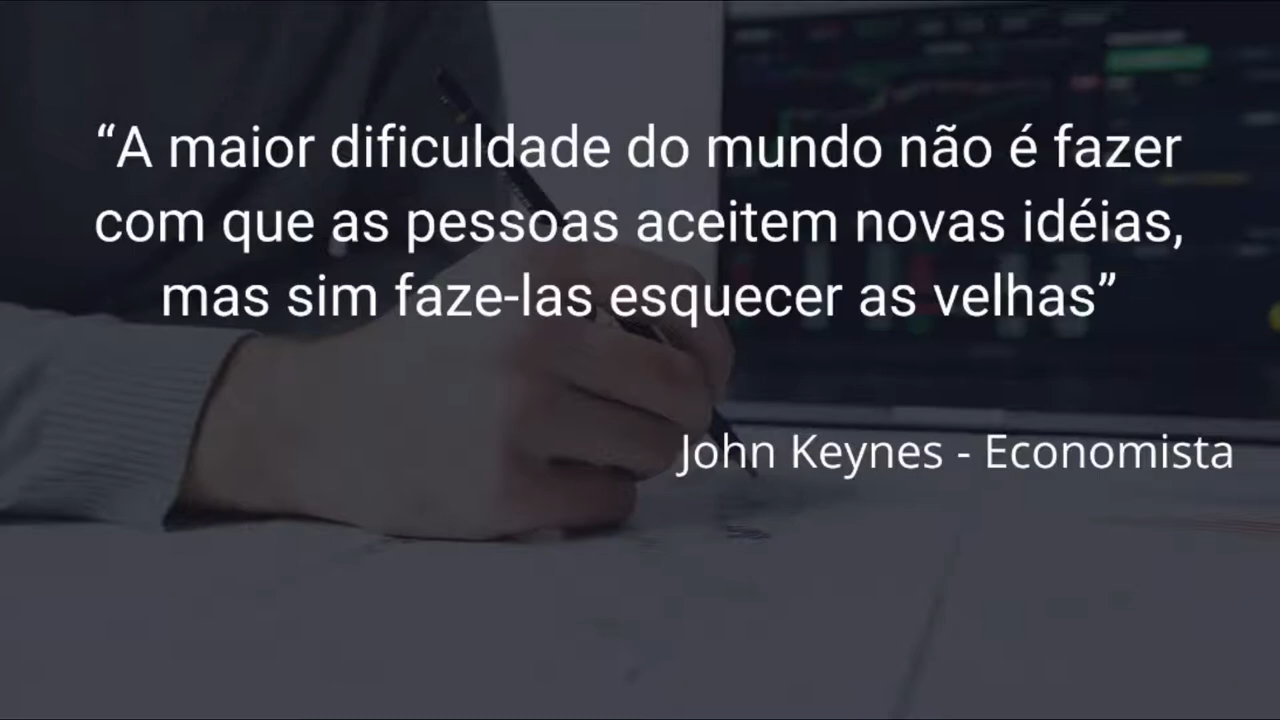 “A maior dificuldade do mundo não é fazer
com que as pessoas aceitem novas idéias,
mas sim faze-las esquecer as velhas”
John Keynes - Economista